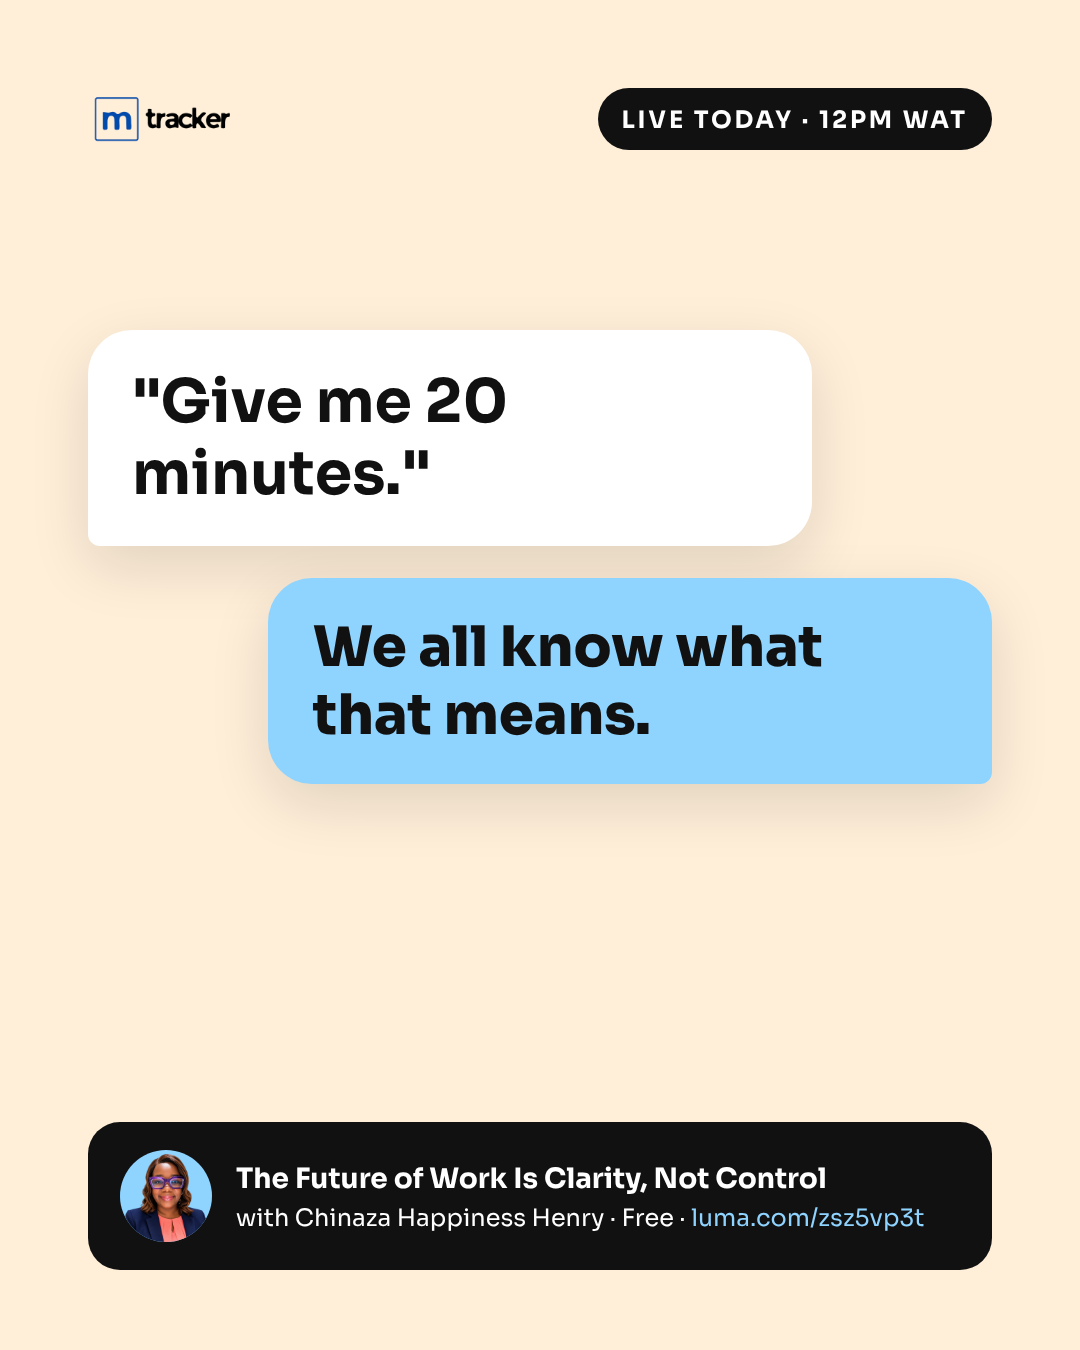 m tracker
LIVE TODAY · 12PM WAT
"Give me 20
minutes."
We all know what
that means.
The Future of Work Is Clarity, Not Control
with Chinaza Happiness Henry · Free · luma.com/zsz5vp3t